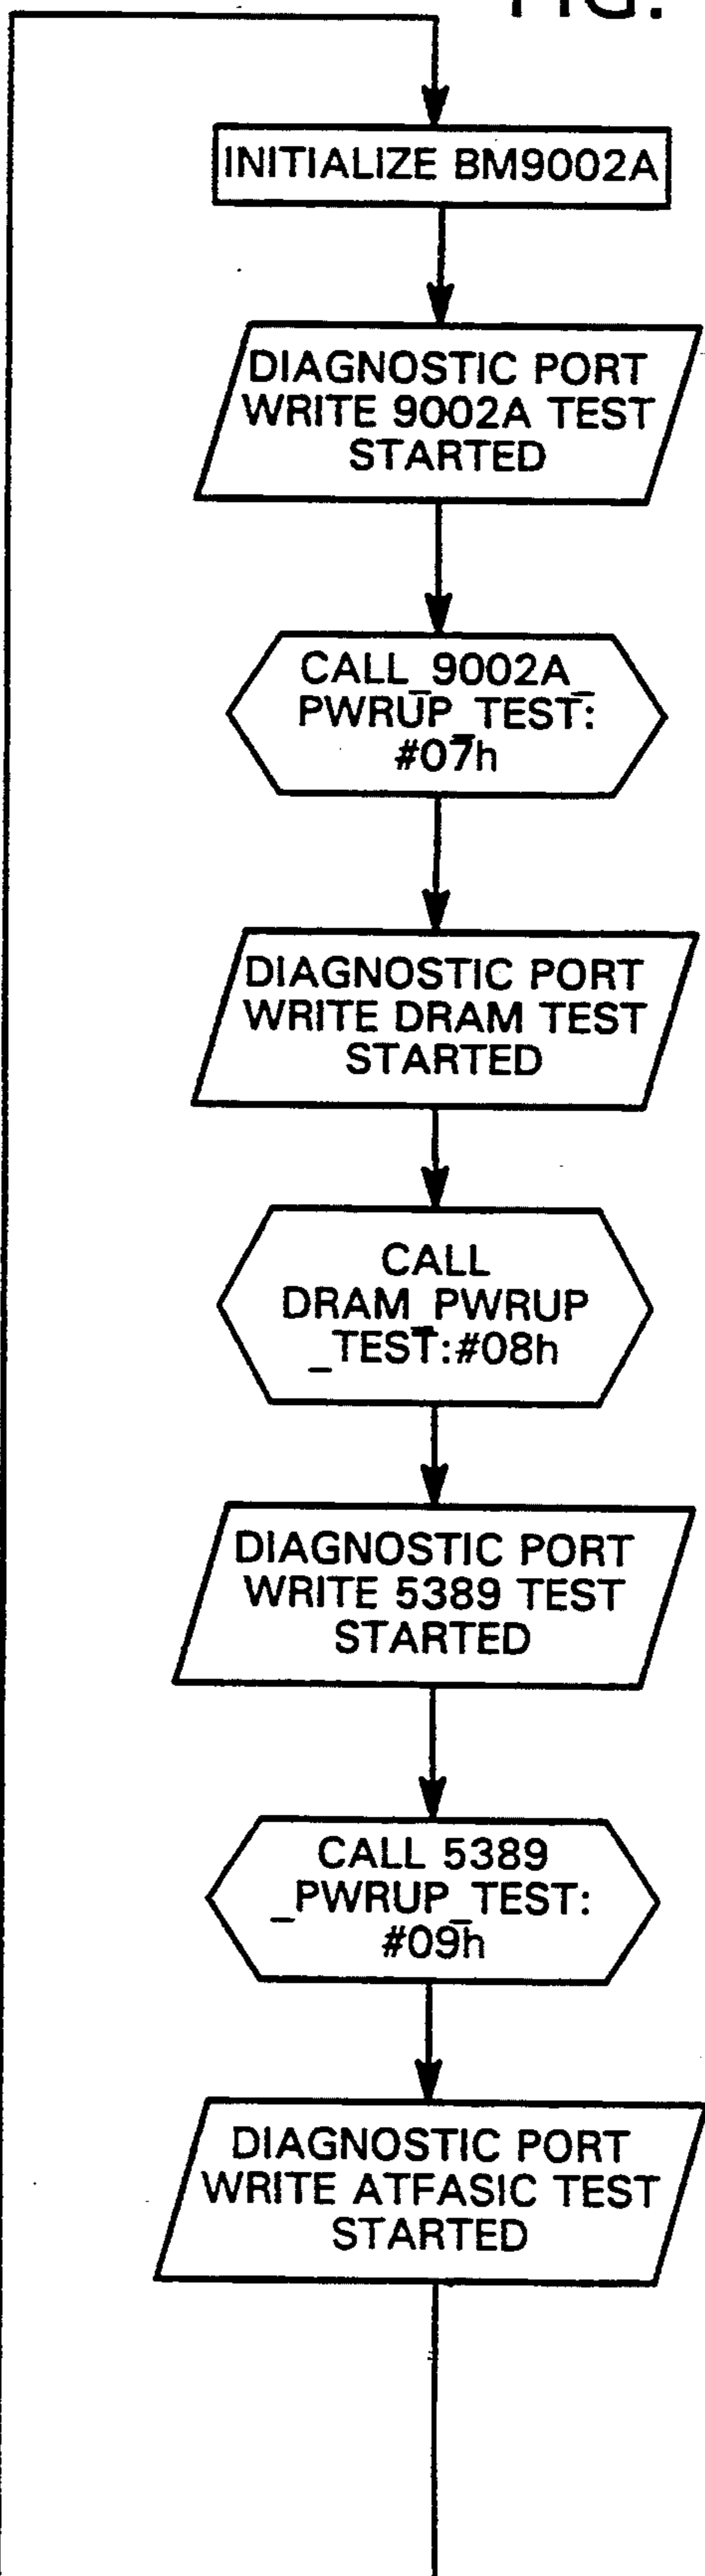 FIG.
INITIALIZE BM9002A
DIAGNOSTIC PORT
WRITE 9002A TEST
STARTED
CALL_9002A_
PWRUP_TEST:
#07h
DIAGNOSTIC PORT
WRITE DRAM TEST
STARTED
CALL
DRAM_PWRUP
_TEST:#08h
DIAGNOSTIC PORT
WRITE 5389 TEST
STARTED
CALL 5389
_PWRUP_TEST:
#09h
DIAGNOSTIC PORT
WRITE ATFASIC TEST
STARTED